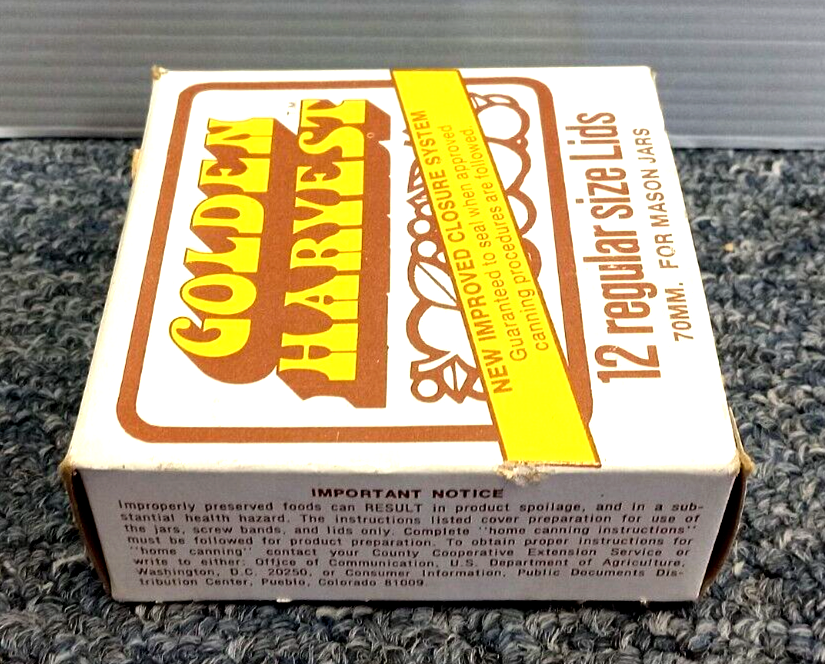 GOLDEN
HARVEST
TM
NEW IMPROVED CLOSURE SYSTEM
Guaranteed to seal when approved
canning procedures are followed.
12 regular size Lids
70MM. FOR MASON JARS
IMPORTANT NOTICE
Improperly preserved foods can RESULT in product spoilage, and in a sub-
stantial health hazard. The instructions listed cover preparation for use of
the jars, screw bands, and lids only. Complete "home canning instructions"
must be followed for product preparation. To obtain proper instructions for
"home canning" contact your County Cooperative Extension Service or
write to either: Office of Communication, U.S. Department of Agriculture,
Washington, D.C. 20250, or Consumer Information, Public Documents Dis-
tribution Center, Pueblo, Colorado 81009.